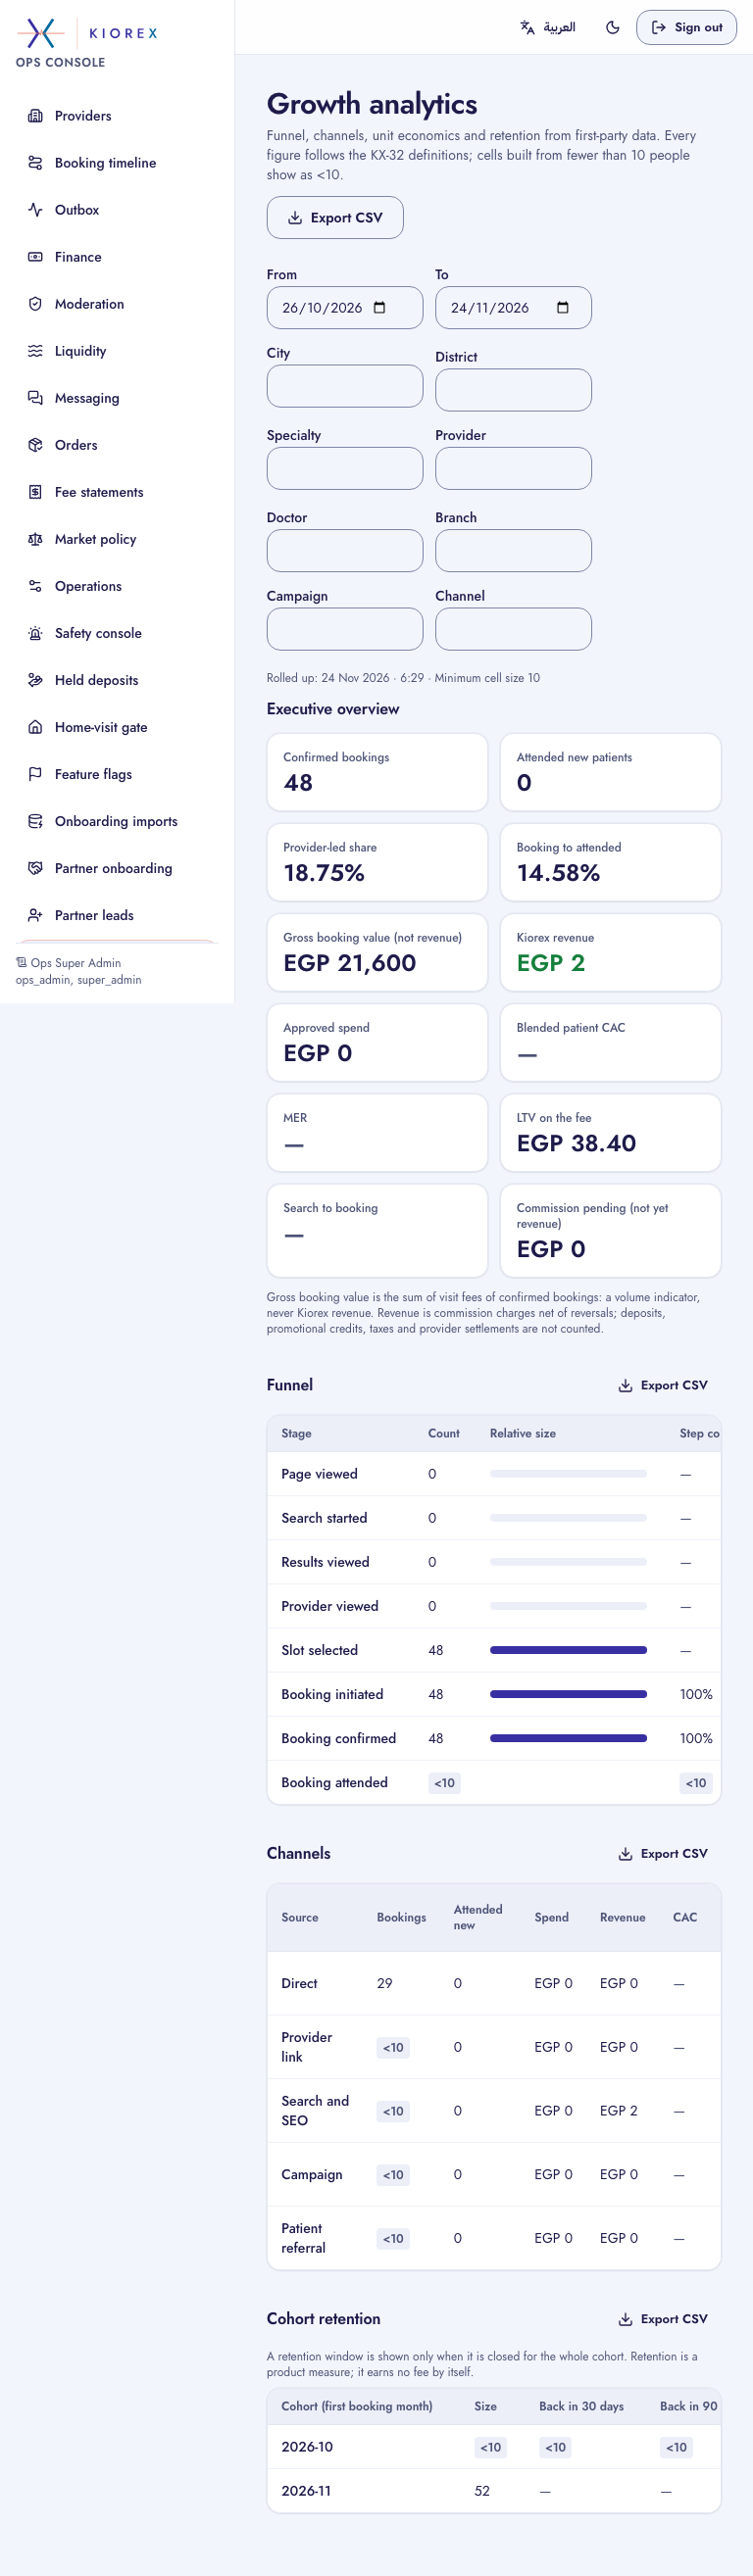 KIOREX
OPS CONSOLE
العربية
Sign out
Providers
Booking timeline
Outbox
Finance
Moderation
Liquidity
Messaging
Orders
Fee statements
Market policy
Operations
Safety console
Held deposits
Home-visit gate
Feature flags
Onboarding imports
Partner onboarding
Partner leads
Ops Super Admin
ops_admin, super_admin
Growth analytics
Funnel, channels, unit economics and retention from first-party data. Every
figure follows the KX-32 definitions; cells built from fewer than 10 people
show as <10.
Export CSV
From To
26/10/2026 24/11/2026
City District
Specialty Provider
Doctor Branch
Campaign Channel
Rolled up: 24 Nov 2026 · 6:29 · Minimum cell size 10
Executive overview
Confirmed bookings
48
Attended new patients
0
Provider-led share
18.75%
Booking to attended
14.58%
Gross booking value (not revenue)
EGP 21,600
Kiorex revenue
EGP 2
Approved spend
EGP 0
Blended patient CAC
—
MER
—
LTV on the fee
EGP 38.40
Search to booking
—
Commission pending (not yet
revenue)
EGP 0
Gross booking value is the sum of visit fees of confirmed bookings: a volume indicator,
never Kiorex revenue. Revenue is commission charges net of reversals; deposits,
promotional credits, taxes and provider settlements are not counted.
Funnel Export CSV
Stage Count Relative size Step co
Page viewed 0 —
Search started 0 —
Results viewed 0 —
Provider viewed 0 —
Slot selected 48 —
Booking initiated 48 100%
Booking confirmed 48 100%
Booking attended <10 <10
Channels Export CSV
Source Bookings Attended new Spend Revenue CAC
Direct 29 0 EGP 0 EGP 0 —
Provider link <10 0 EGP 0 EGP 0 —
Search and SEO <10 0 EGP 0 EGP 2 —
Campaign <10 0 EGP 0 EGP 0 —
Patient referral <10 0 EGP 0 EGP 0 —
Cohort retention Export CSV
A retention window is shown only when it is closed for the whole cohort. Retention is a
product measure; it earns no fee by itself.
Cohort (first booking month) Size Back in 30 days Back in 90
2026-10 <10 <10 <10
2026-11 52 — —